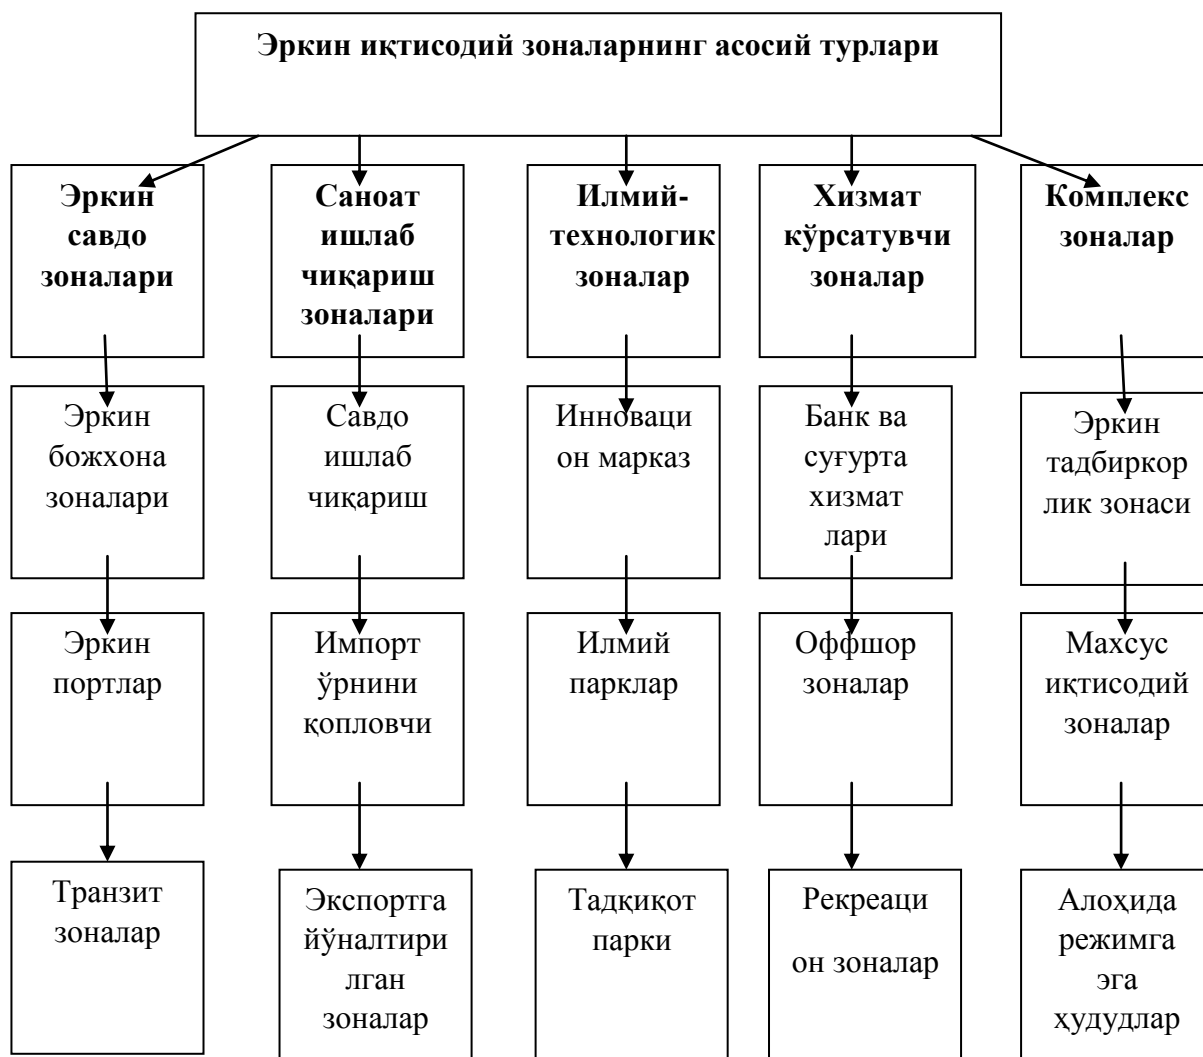 Эркин иқтисодий зоналарнинг асосий турлари
Эркин
савдо
зоналари
Саноат
ишлаб
чиқариш
зоналари
Илмий-
технологик
зоналар
Хизмат
кўрсатувчи
зоналар
Комплекс
зоналар
Эркин
божхона
зоналари
Савдо
ишлаб
чиқариш
Инноваци
он марказ
Банк ва
суғурта
хизмат
лари
Эркин
тадбиркор
лик зонаси
Эркин
портлар
Импорт
ўрнини
қопловчи
Илмий
парклар
Оффшор
зоналар
Махсус
иқтисодий
зоналар
Транзит
зоналар
Экспортга
йўналтири
лган
зоналар
Тадқиқот
парки
Рекреаци
он зоналар
Алоҳида
режимга
эга
ҳудудлар